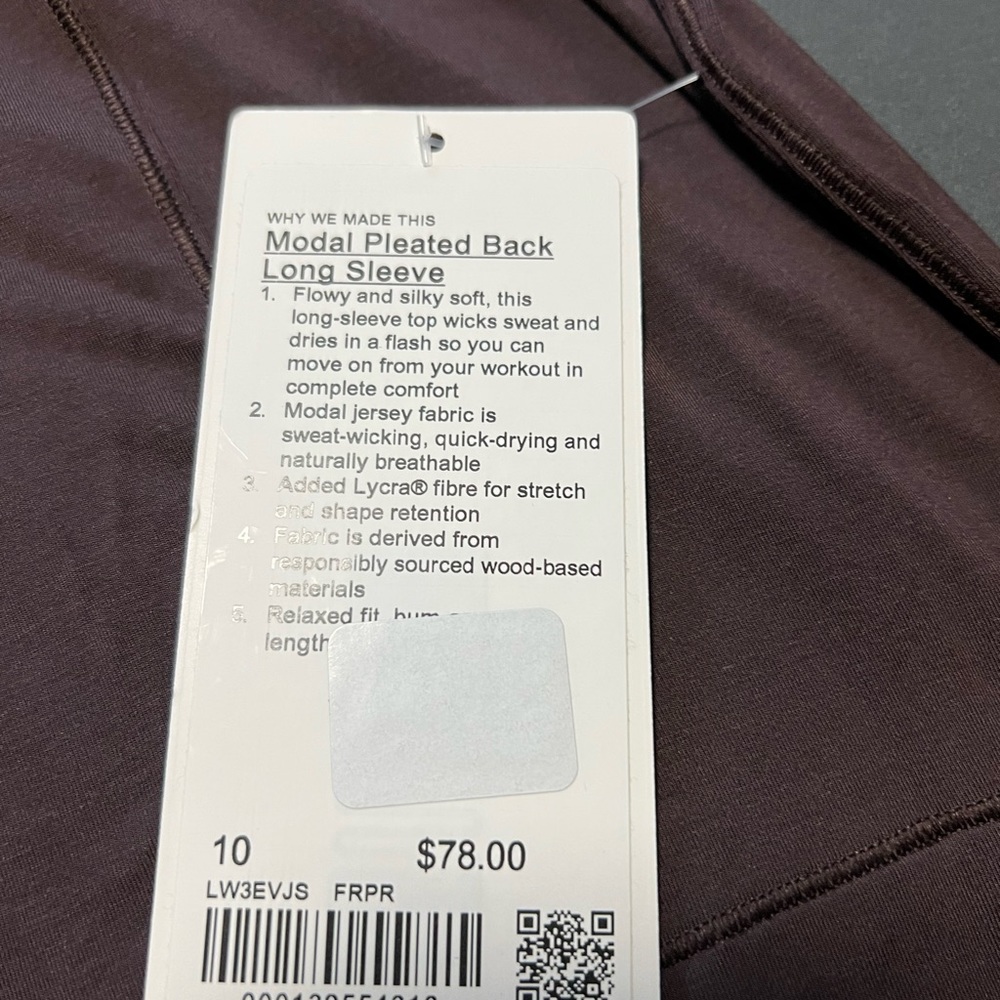 WHY WE MADE THIS
Modal Pleated Back
Long Sleeve
1. Flowy and silky soft, this
long-sleeve top wicks sweat and
dries in a flash so you can
move on from your workout in
complete comfort
2. Modal jersey fabric is
sweat-wicking, quick-drying and
naturally breathable
3. Added Lycra® fibre for stretch
and shape retention
4. Fabric is derived from
responsibly sourced wood-based
materials
5. Relaxed fit,
length
10 $78.00
LW3EVJS FRPR